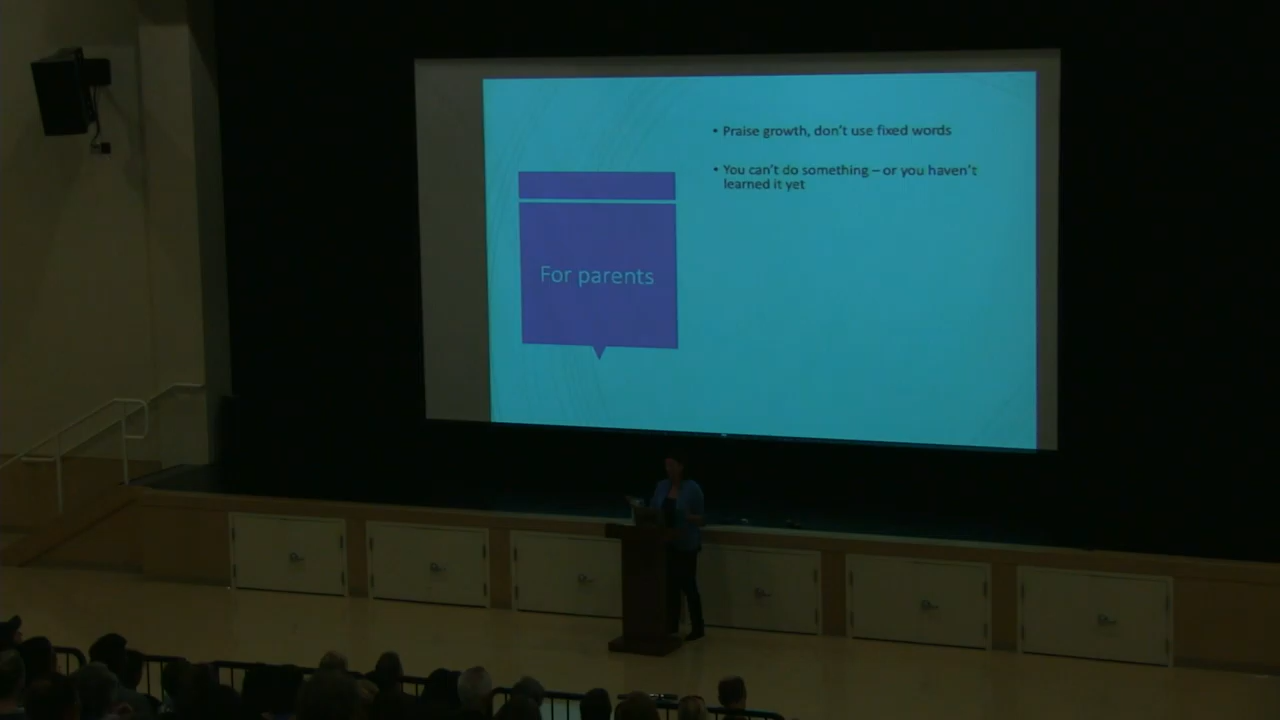 For parents
• Praise growth, don't use fixed words
• You can't do something – or you haven't
learned it yet